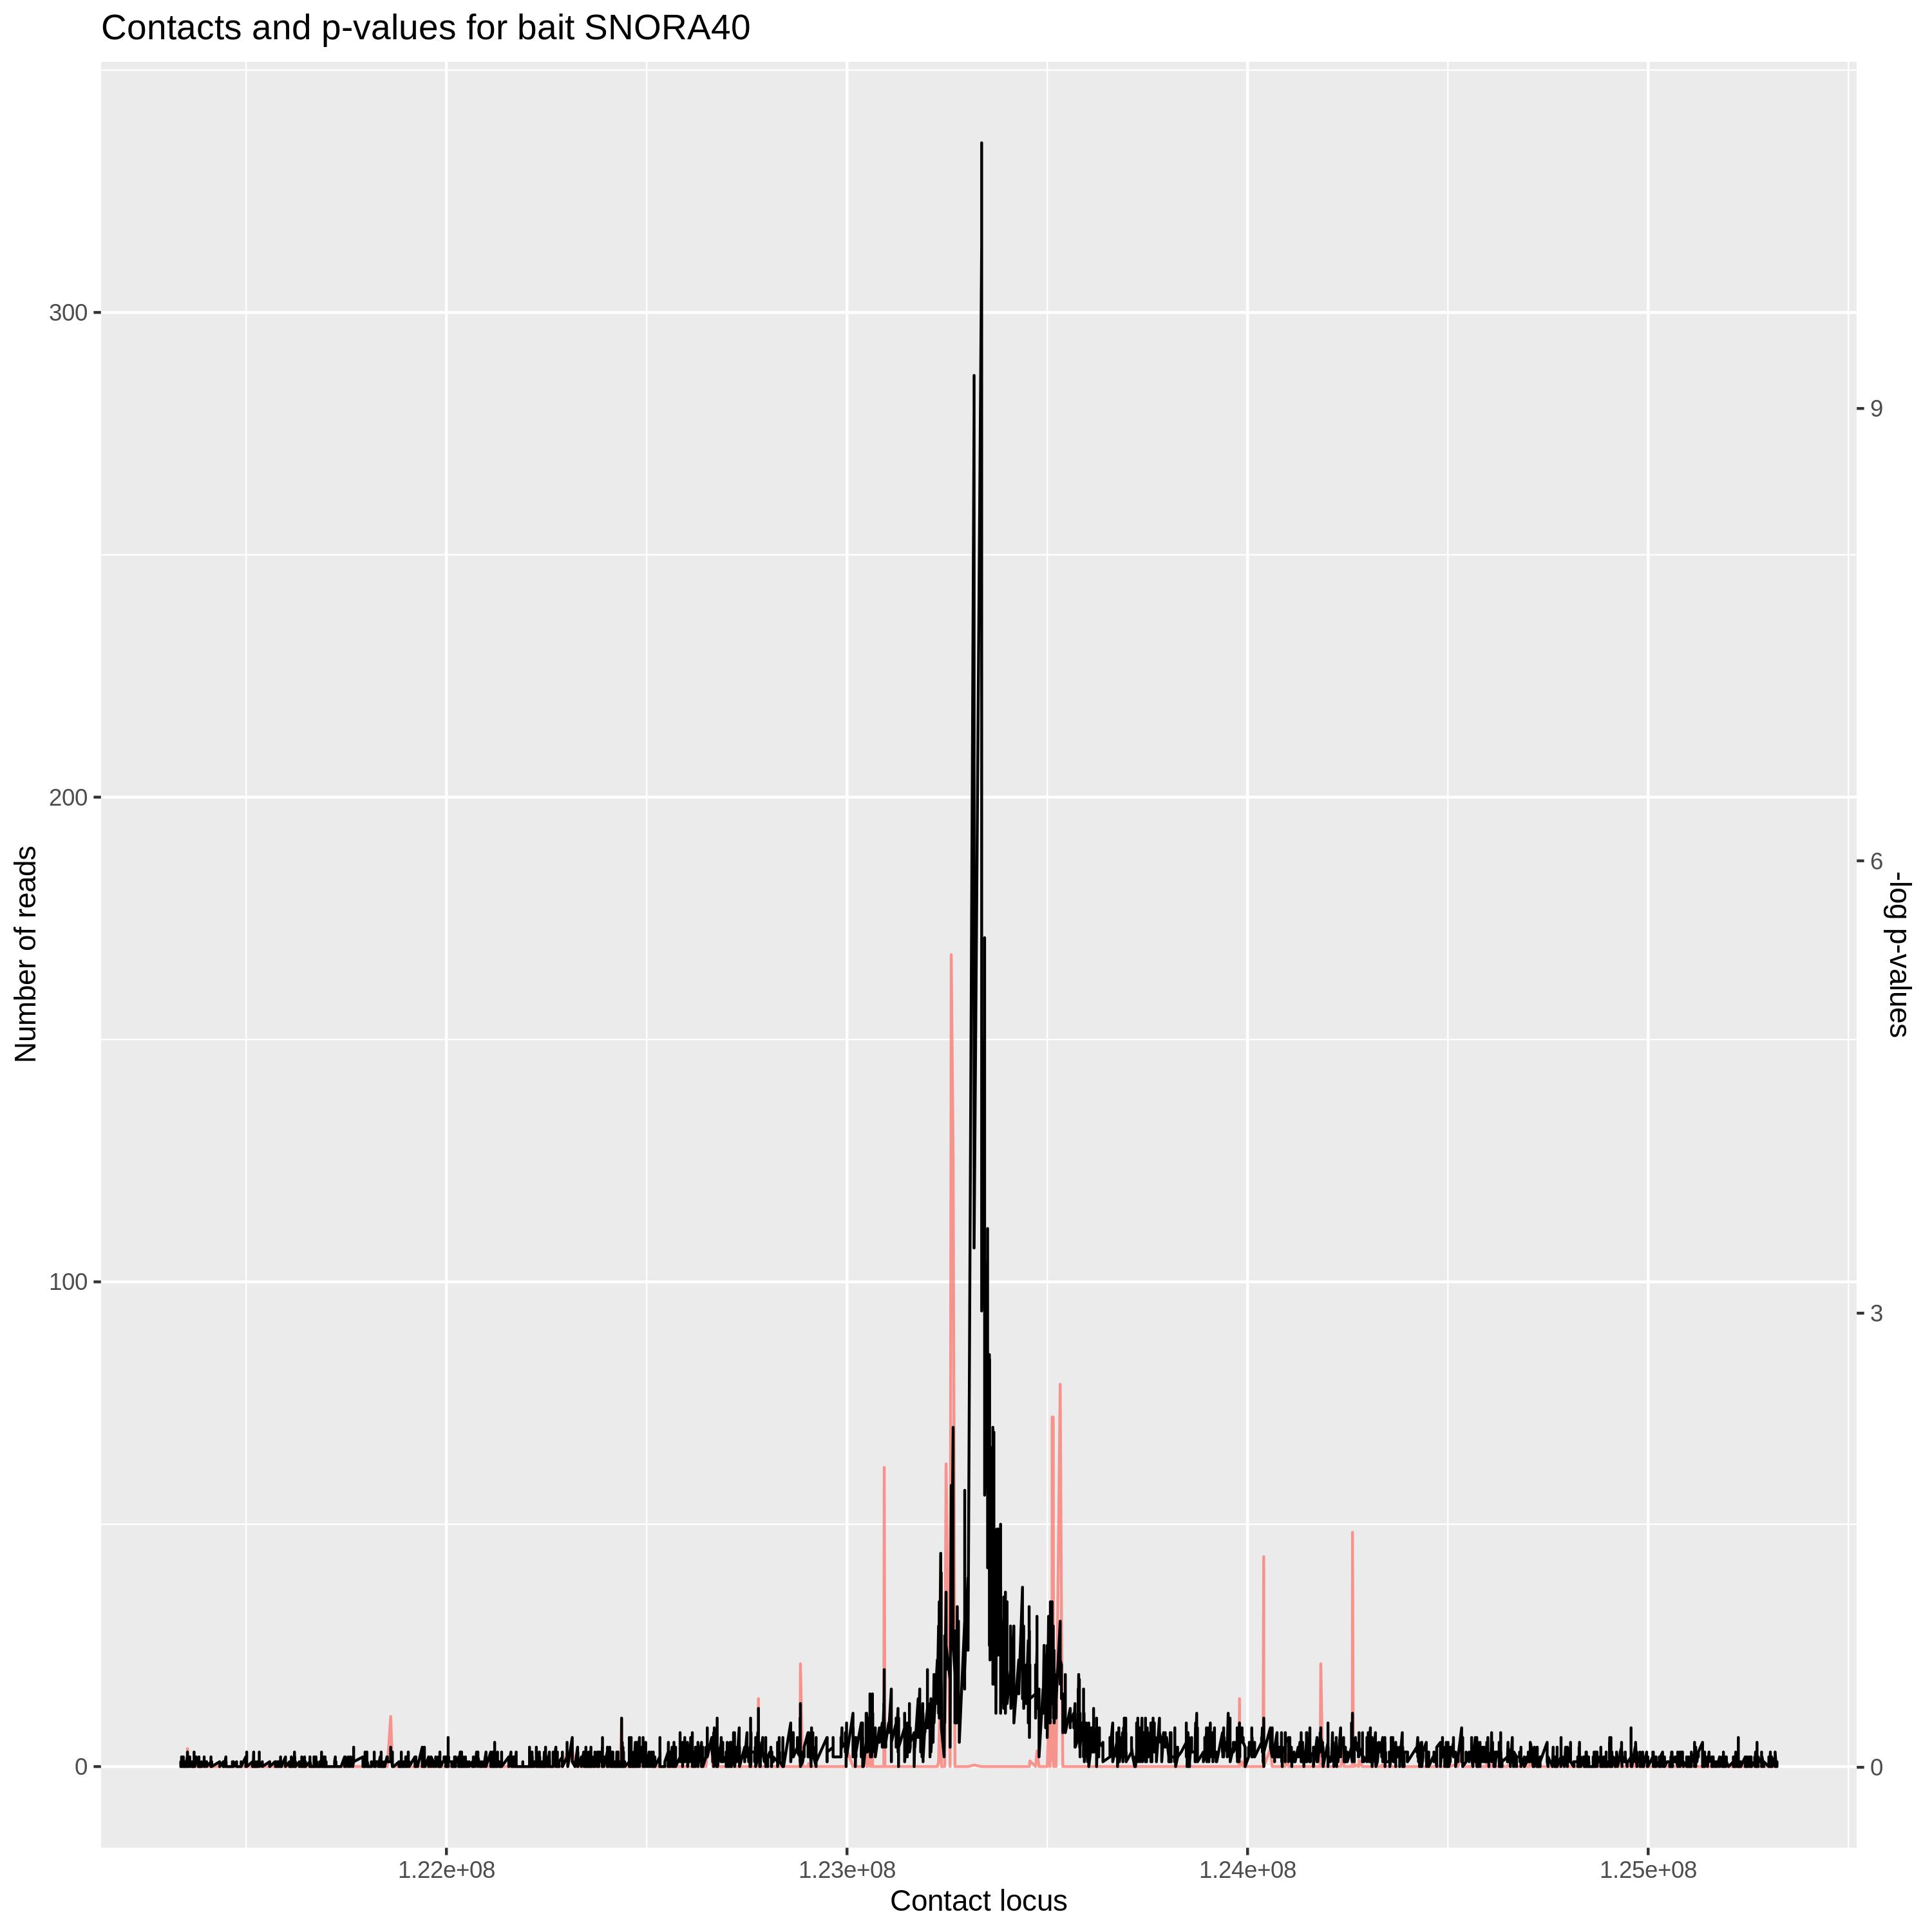 Contacts and p-values for bait SNORA40
300
200
100
0
Number of reads
9
6
3
0
-log p-values
1.22e+08
1.23e+08
1.24e+08
1.25e+08
Contact locus